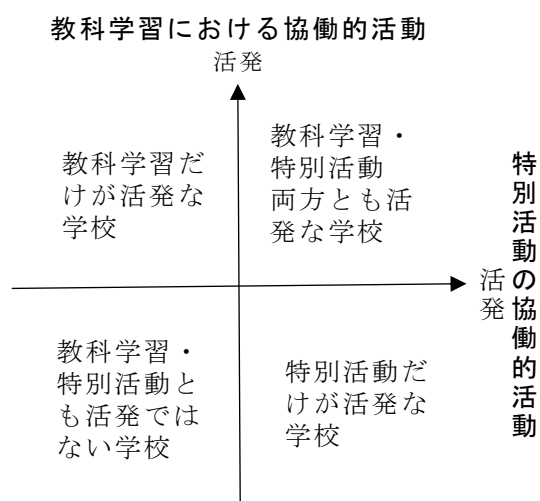 教科学習における協働的活動
活発
教科学習だ
けが活発な
学校
教科学習・
特別活動
両方とも活
発な学校
特別活動の協働的活動
活発
教科学習・
特別活動と
も活発では
ない学校
特別活動だ
けが活発な
学校